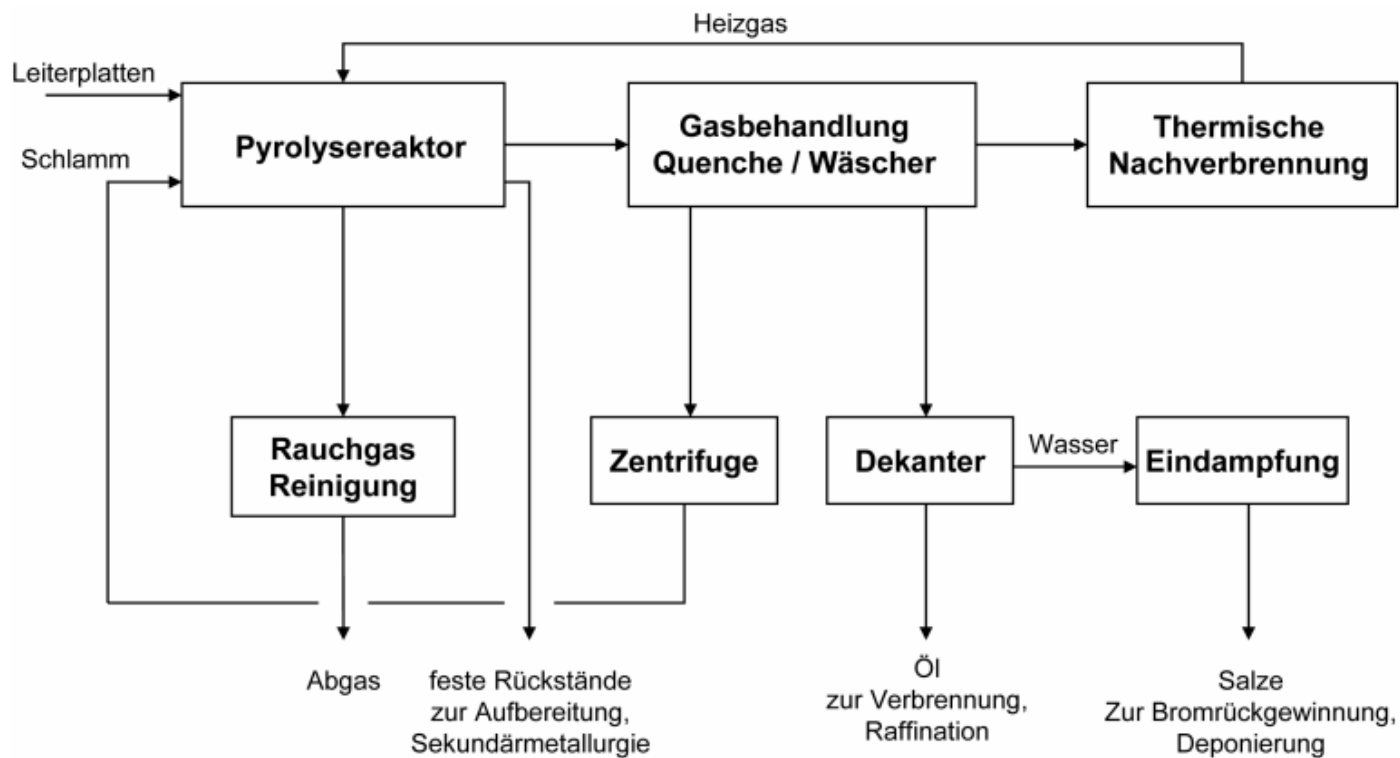 Heizgas
Leiterplatten
Schlamm
Pyrolysereaktor
Gasbehandlung
Quenche / Wäscher
Thermische
Nachverbrennung
Rauchgas
Reinigung
Zentrifuge
Dekanter
Wasser
Eindampfung
Abgas
feste Rückstände
zur Aufbereitung,
Sekundärmetallurgie
Öl
zur Verbrennung,
Raffination
Salze
Zur Bromrückgewinnung,
Deponierung